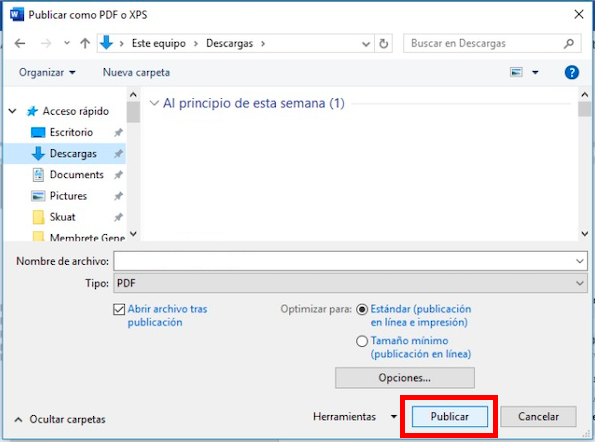 Publicar como PDF o XPS
Este equipo > Descargas >
Buscar en Descargas
Organizar
Nueva carpeta
?
Acceso rápido
Escritorio
Descargas
Documents
Pictures
Skuat
Membrete Gene
Al principio de esta semana (1)
Nombre de archivo:
Tipo:
PDF
Abrir archivo tras
publicación
Optimizar para:
Estándar (publicación
en línea e impresión)
Tamaño mínimo
(publicación en línea)
Opciones...
Ocultar carpetas
Herramientas
Publicar
Cancelar